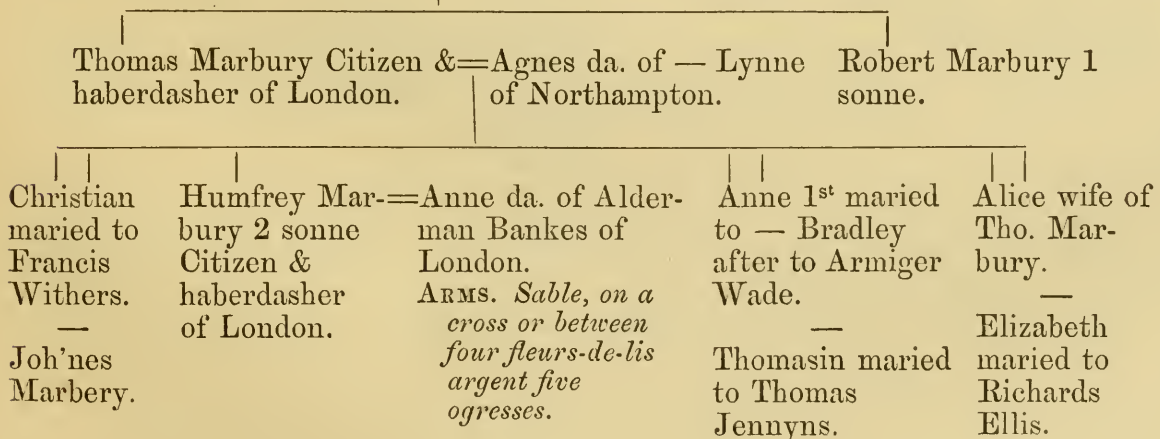 Thomas Marbury Citizen &=Agnes da. of — Lynne
haberdasher of London. of Northampton.
Robert Marbury 1
sonne.
Christian
maried to
Francis
Withers.
—
Joh'nes
Marbery.
Humfrey Mar-=Anne da. of Alder-
bury 2 sonne
Citizen &
haberdasher
of London.
man Bankes of
London.
ARMS. Sable, on a
cross or between
four fleurs-de-lis
argent five
ogresses.
Anne 1st maried
to — Bradley
after to Armiger
Wade.
—
Thomasin maried
to Thomas
Jennyns.
Alice wife of
Tho. Mar-
bury.
—
Elizabeth
maried to
Richards
Ellis.